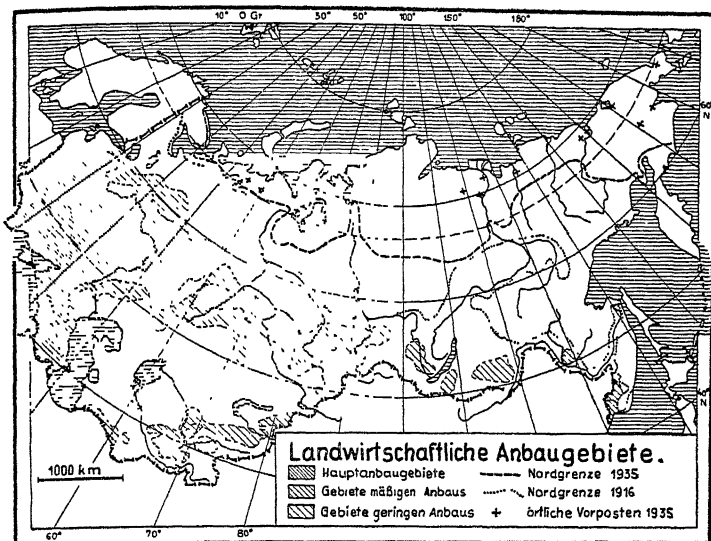 10° 0 Gr 30° 50° 100° 150° 180°
60°
N
N
Landwirtschaftliche Anbaugebiete.
Hauptanbaugebiete
Nordgrenze 1935
Gebiete mäßigen Anbaus
Nordgrenze 1916
Gebiete geringen Anbaus
+ örtliche Vorposten 1935
1000 km
60° 70° 80°